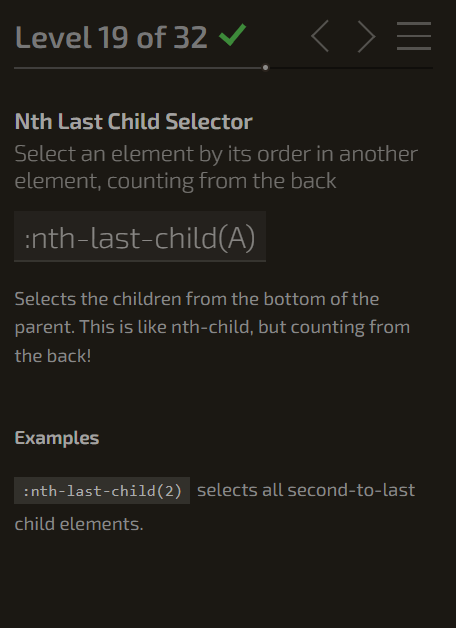 Level 19 of 32
Nth Last Child Selector
Select an element by its order in another
element, counting from the back
:nth-last-child(A)
Selects the children from the bottom of the
parent. This is like nth-child, but counting from
the back!
Examples
:nth-last-child(2) selects all second-to-last
child elements.